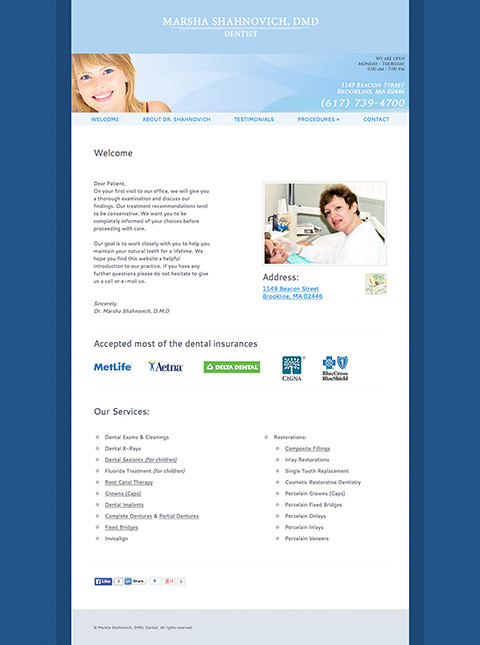 MARSHA SHAHNOVICH, DMD
DENTIST
WE ARE OPEN
MONDAY - THURSDAY
9:00 AM - 7:00 PM
1149 BEACON STREET
BROOKLINE, MA 02446
(617) 739-4700
WELCOME ABOUT DR. SHAHNOVICH TESTIMONIALS PROCEDURES + CONTACT
Welcome
Dear Patient,
On your first visit to our office, we will give you
a thorough examination and discuss our
findings. Our treatment recommendations tend
to be conservative. We want you to be
completely informed of your choices before
proceeding with care.
Our goal is to work closely with you to help you
maintain your natural teeth for a lifetime. We
hope you find this website a helpful
introduction to our practice. If you have any
further questions please do not hesitate to give
us a call or e-mail us.
Sincerely,
Dr. Marsha Shahnovich, D.M.D
Address:
1149 Beacon Street
Brookline, MA 02446
Accepted most of the dental insurances
MetLife
Aetna
DELTA DENTAL
CIGNA
BlueCross
BlueShield
Our Services:
Dental Exams & Cleanings
Dental X-Rays
Dental Sealants (for children)
Fluoride Treatment (for children)
Root Canal Therapy
Crowns (Caps)
Dental Implants
Complete Dentures & Partial Dentures
Fixed Bridges
Invisalign
Restorations:
Composite Fillings
Inlay Restorations
Single Tooth Replacement
Cosmetic Restorative Dentistry
Porcelain Crowns (Caps)
Porcelain Fixed Bridges
Porcelain Onlays
Porcelain Inlays
Porcelain Veneers
Like 3 in Share g+1 0
© Marsha Shahnovich, DMD, Dentist. All rights reserved.